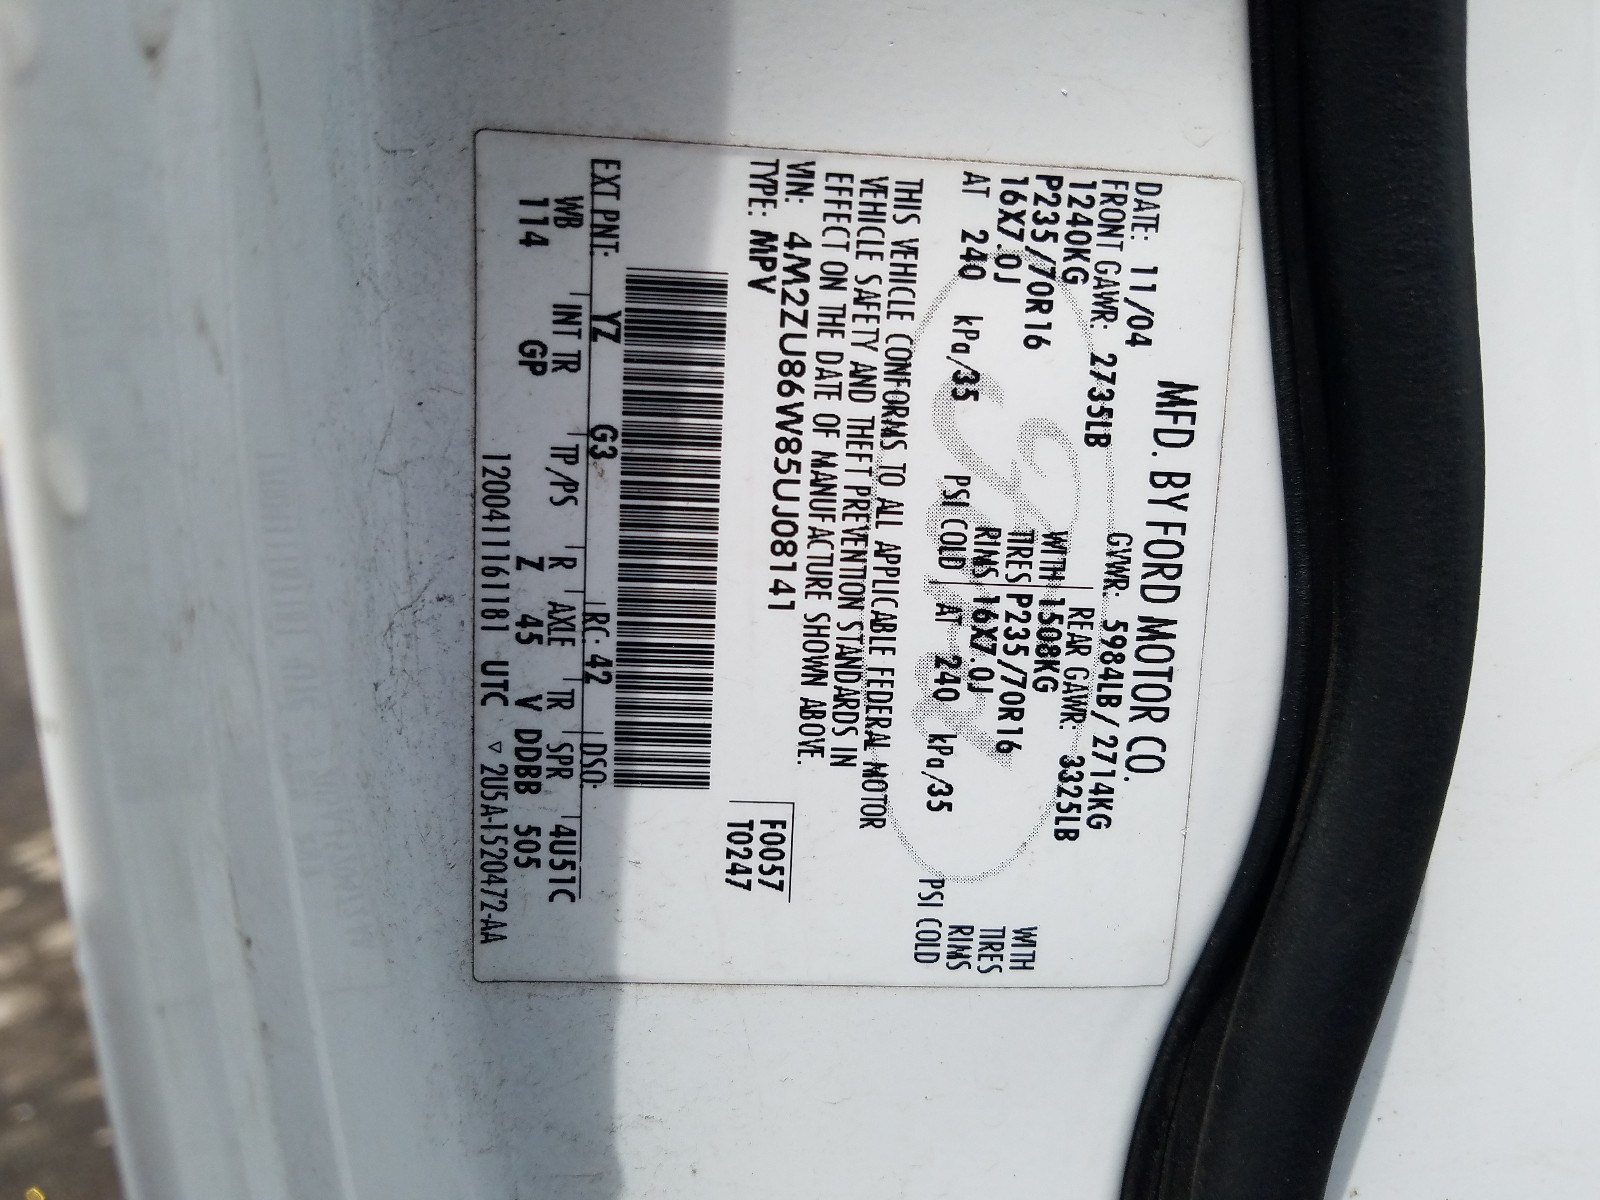 MFD. BY FORD MOTOR CO.
DATE: 11/04 GVWR: 5984LB/2714KG
FRONT GAWR: 2735LB REAR GAWR: 3325LB
1240KG WITH 1508KG WITH
P235/70R16 TIRES P235/70R16 TIRES
16X7.0J RIMS 16X7.0J RIMS
AT 240 kPa/35 PSI COLD AT 240 kPa/35 PSI COLD
THIS VEHICLE CONFORMS TO ALL APPLICABLE FEDERAL MOTOR
VEHICLE SAFETY AND THEFT PREVENTION STANDARDS IN
EFFECT ON THE DATE OF MANUFACTURE SHOWN ABOVE.
VIN: 4M2ZU86W85UJ08141
TYPE: MPV
F0057
T0247
EXT PNT: YZ G3 RC: 42 DSO:
WB INT TR TP/PS R AXLE TR SPR 4U51C
114 GP Z 45 V DDBB 505
1200411161181 UTC ▽ 2U5A-1520472-AA